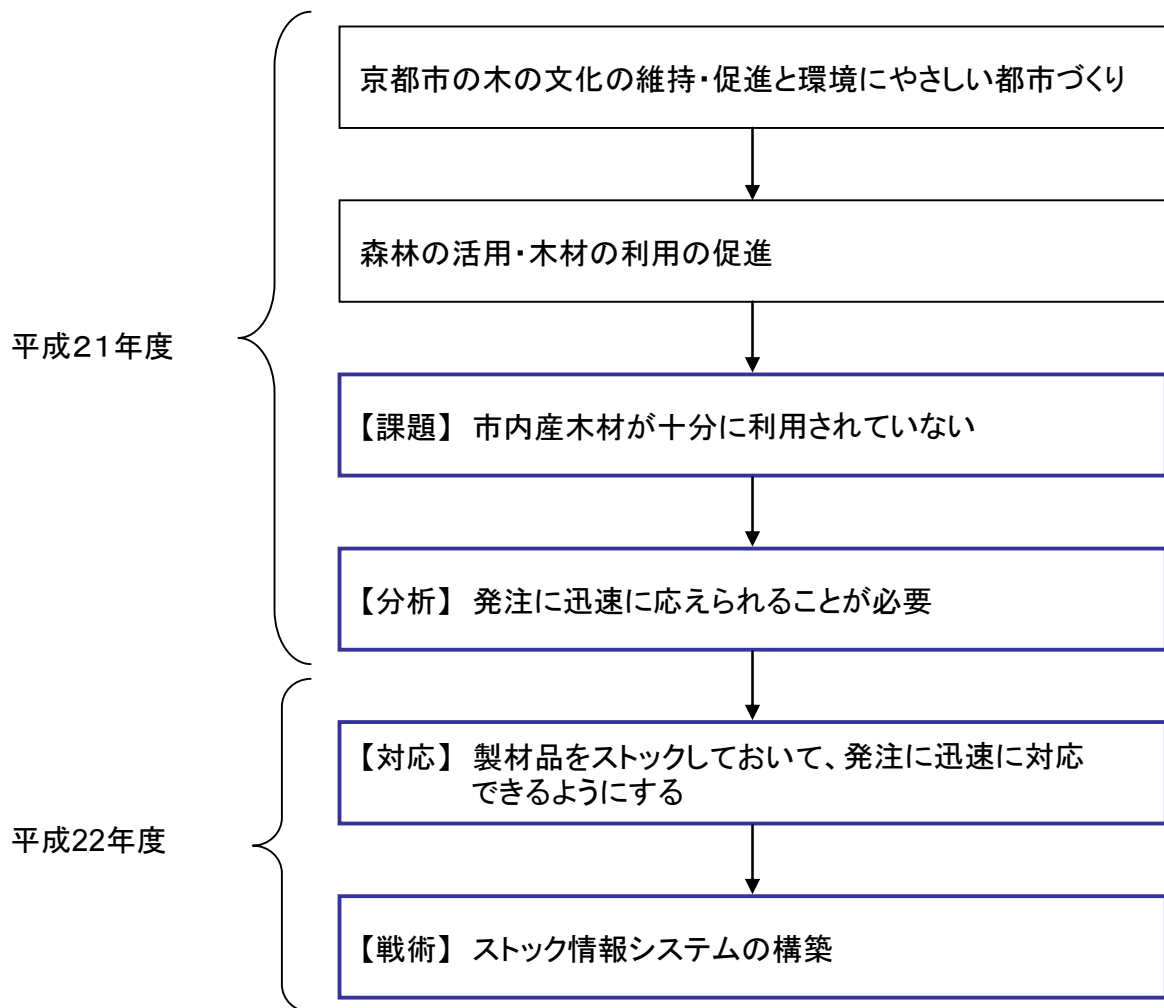 京都市の木の文化の維持・促進と環境にやさしい都市づくり
森林の活用・木材の利用の促進
平成２１年度
【課題】 市内産木材が十分に利用されていない
【分析】 発注に迅速に応えられることが必要
【対応】 製材品をストックしておいて、発注に迅速に対応
できるようにする
平成22年度
【戦術】 ストック情報システムの構築